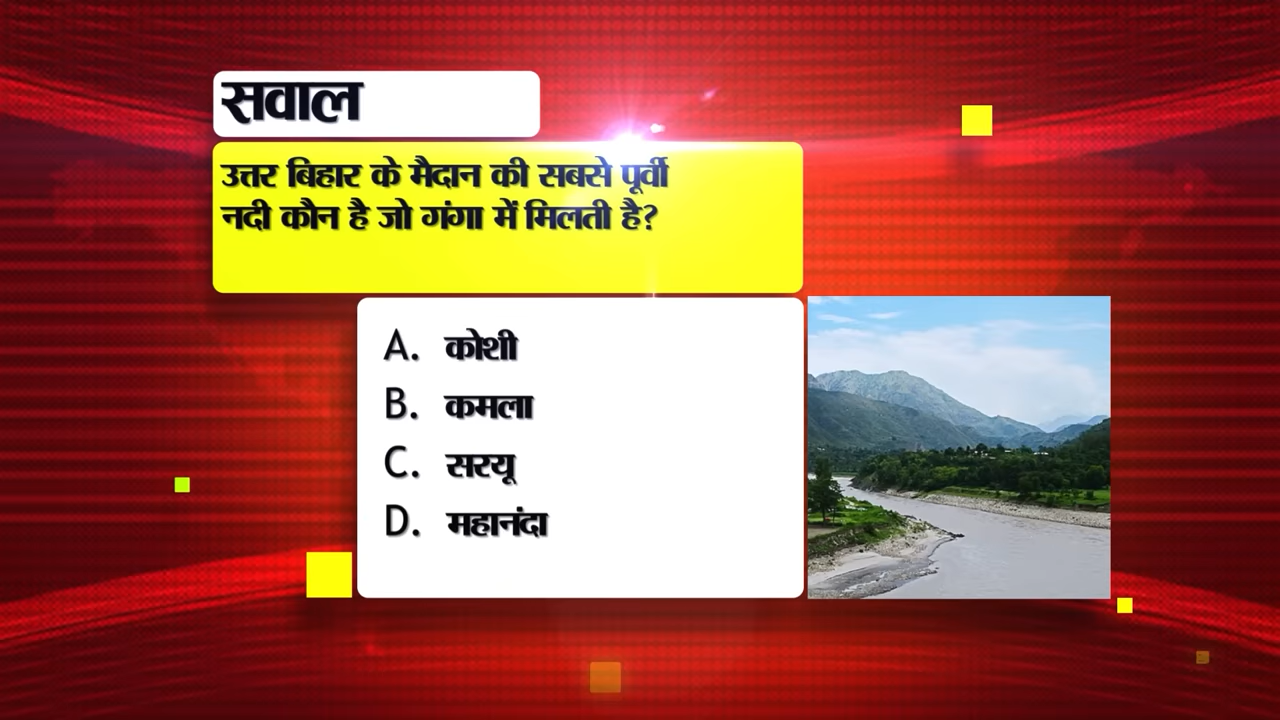 सवाल
उत्तर बिहार के मैदान की सबसे पूर्वी
नदी कौन है जो गंगा में मिलती है?
A. कोशी
B. कमला
C. सरयू
D. महानंदा